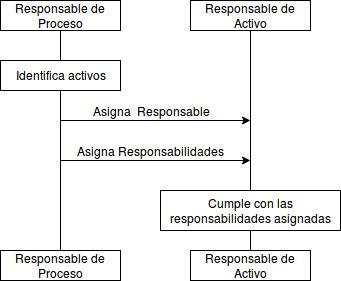 Responsable de
Proceso
Responsable de
Activo
Identifica activos
Asigna Responsable
Asigna Responsabilidades
Cumple con las
responsabilidades asignadas
Responsable de
Proceso
Responsable de
Activo